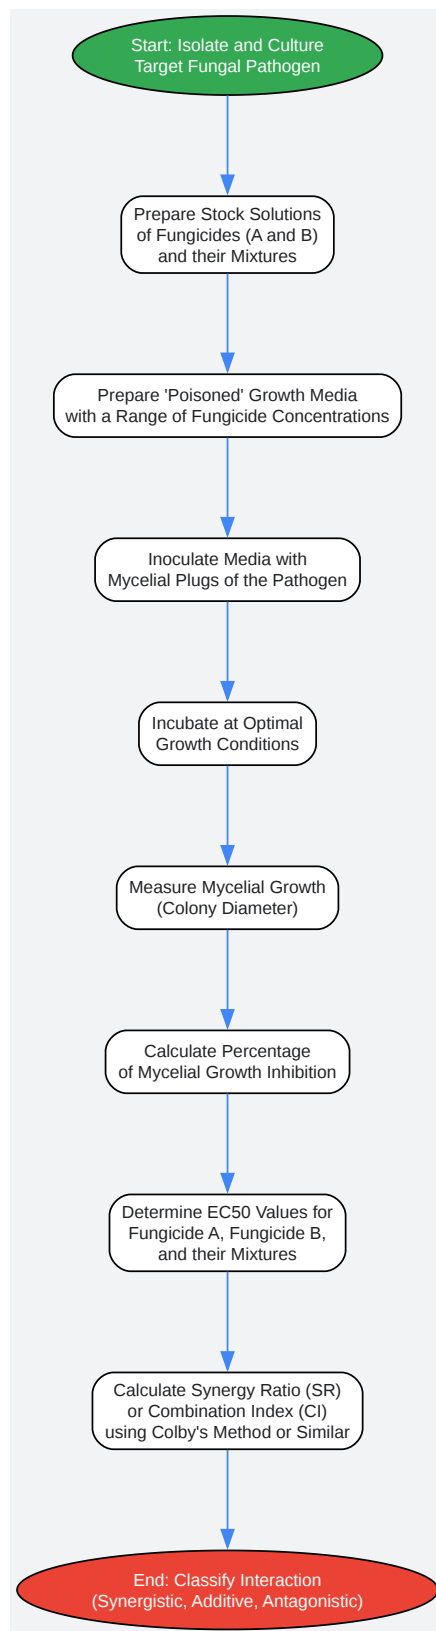 Start: Isolate and Culture
Target Fungal Pathogen
Prepare Stock Solutions
of Fungicides (A and B)
and their Mixtures
Prepare 'Poisoned' Growth Media
with a Range of Fungicide Concentrations
Inoculate Media with
Mycelial Plugs of the Pathogen
Incubate at Optimal
Growth Conditions
Measure Mycelial Growth
(Colony Diameter)
Calculate Percentage
of Mycelial Growth Inhibition
Determine EC50 Values for
Fungicide A, Fungicide B,
and their Mixtures
Calculate Synergy Ratio (SR)
or Combination Index (CI)
using Colby's Method or Similar
End: Classify Interaction
(Synergistic, Additive, Antagonistic)